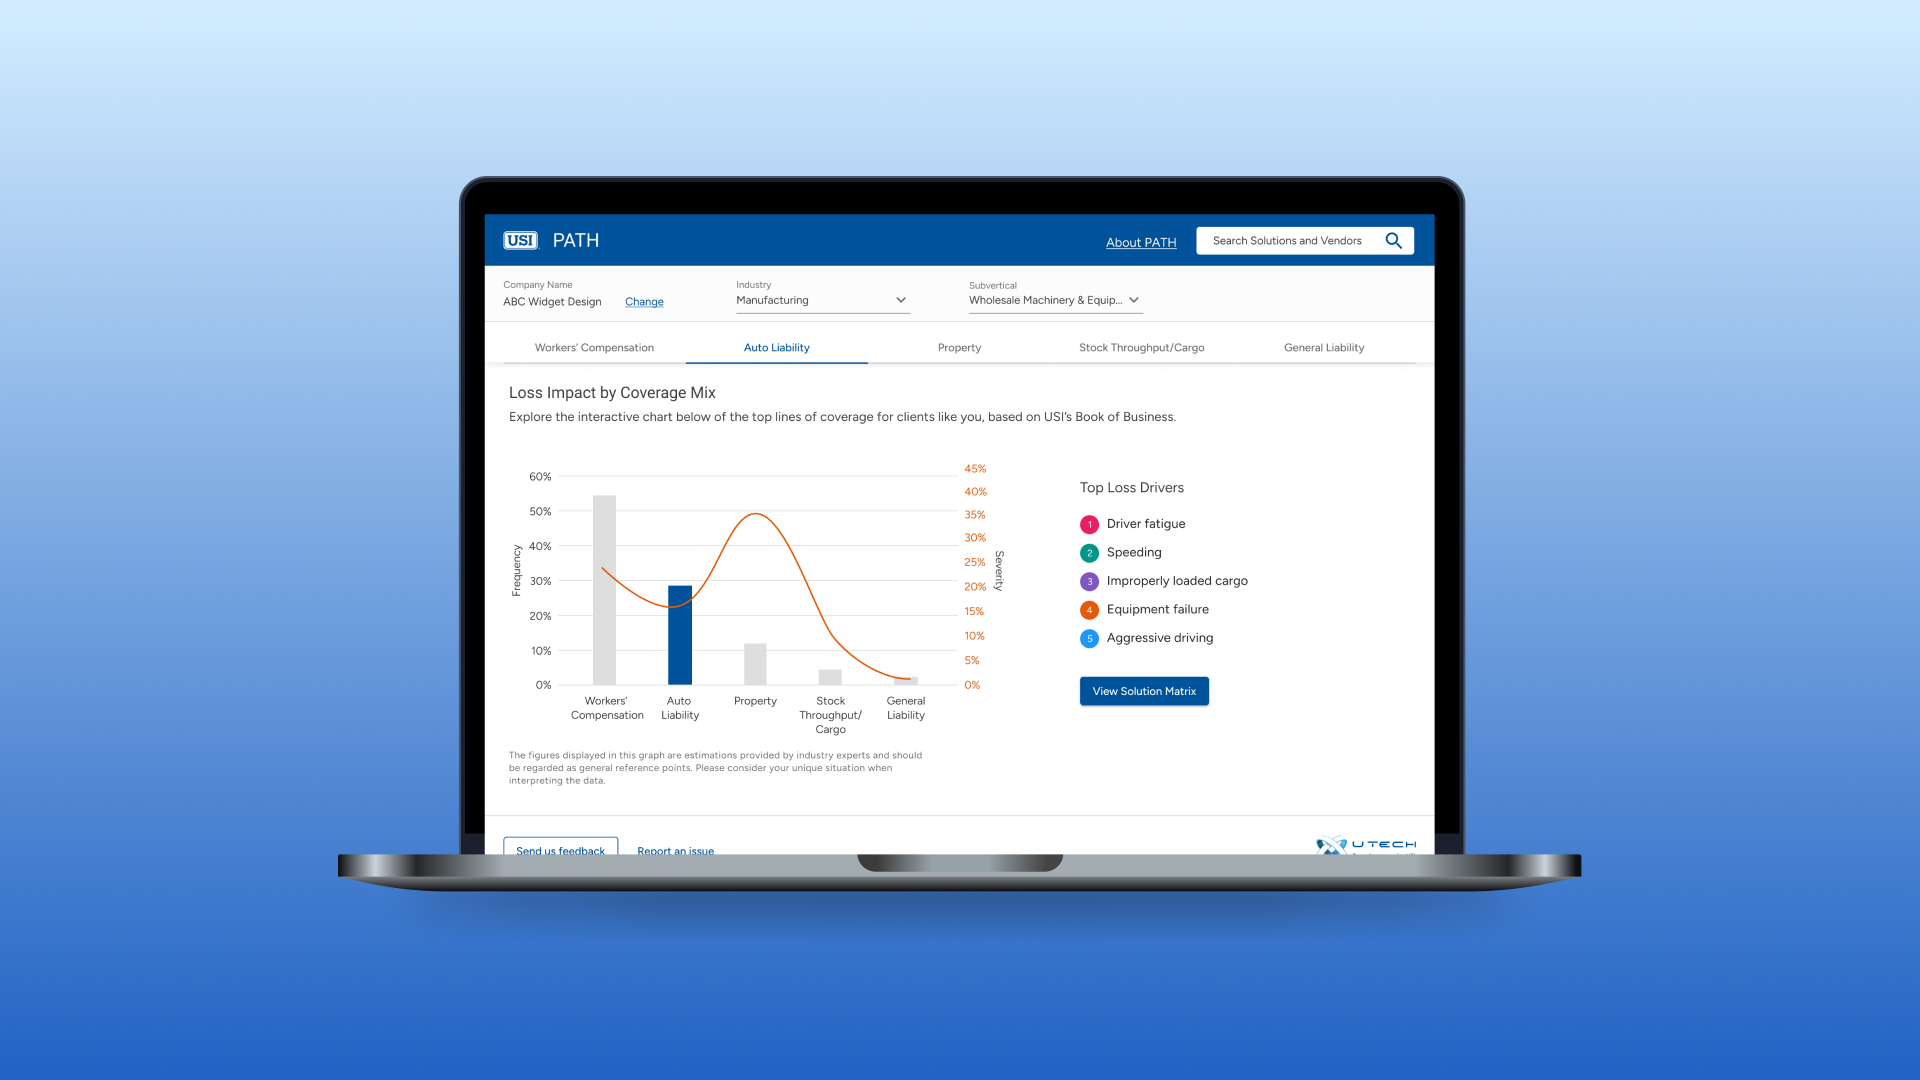 USI PATH
About PATH
Search Solutions and Vendors
Company Name
ABC Widget Design
Change
Industry
Manufacturing
Subvertical
Wholesale Machinery & Equip...
Workers' Compensation
Auto Liability
Property
Stock Throughput/Cargo
General Liability
Loss Impact by Coverage Mix
Explore the interactive chart below of the top lines of coverage for clients like you, based on USI's Book of Business.
Frequency
60%
50%
40%
30%
20%
10%
0%
45%
40%
35%
30%
25%
20%
15%
10%
5%
0%
Severity
Workers'
Compensation
Auto
Liability
Property
Stock
Throughput/
Cargo
General
Liability
The figures displayed in this graph are estimations provided by industry experts and should
be regarded as general reference points. Please consider your unique situation when
interpreting the data.
Top Loss Drivers
1 Driver fatigue
2 Speeding
3 Improperly loaded cargo
4 Equipment failure
5 Aggressive driving
View Solution Matrix
Send us feedback
Report an issue
UTECH